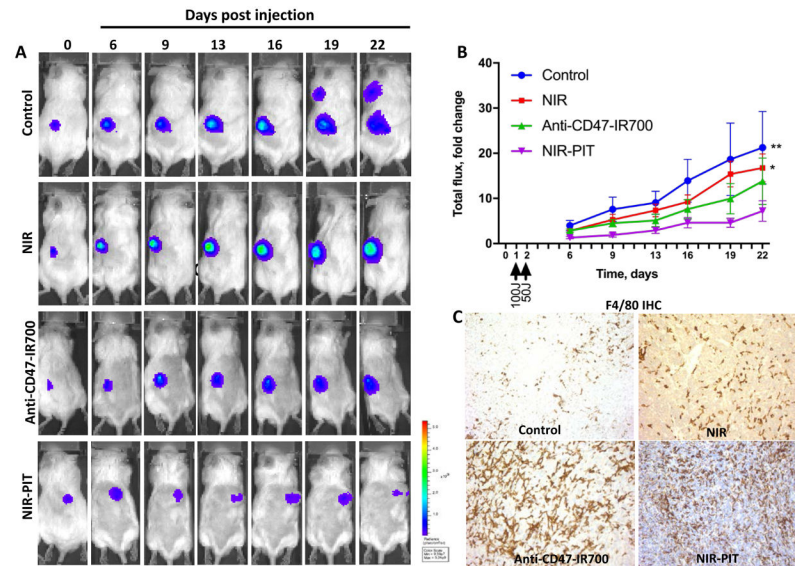 Days post injection
A
0 6 9 13 16 19 22
Control
NIR
Anti-CD47-IR700
NIR-PIT
B
Control
NIR
Anti-CD47-IR700
NIR-PIT
Total flux, fold change
40
30
20
10
0
**
*
0 1 2 6 9 13 16 19 22
Time, days
100J
50J
F4/80 IHC
C
Control
NIR
Anti-CD47-IR700
NIR-PIT